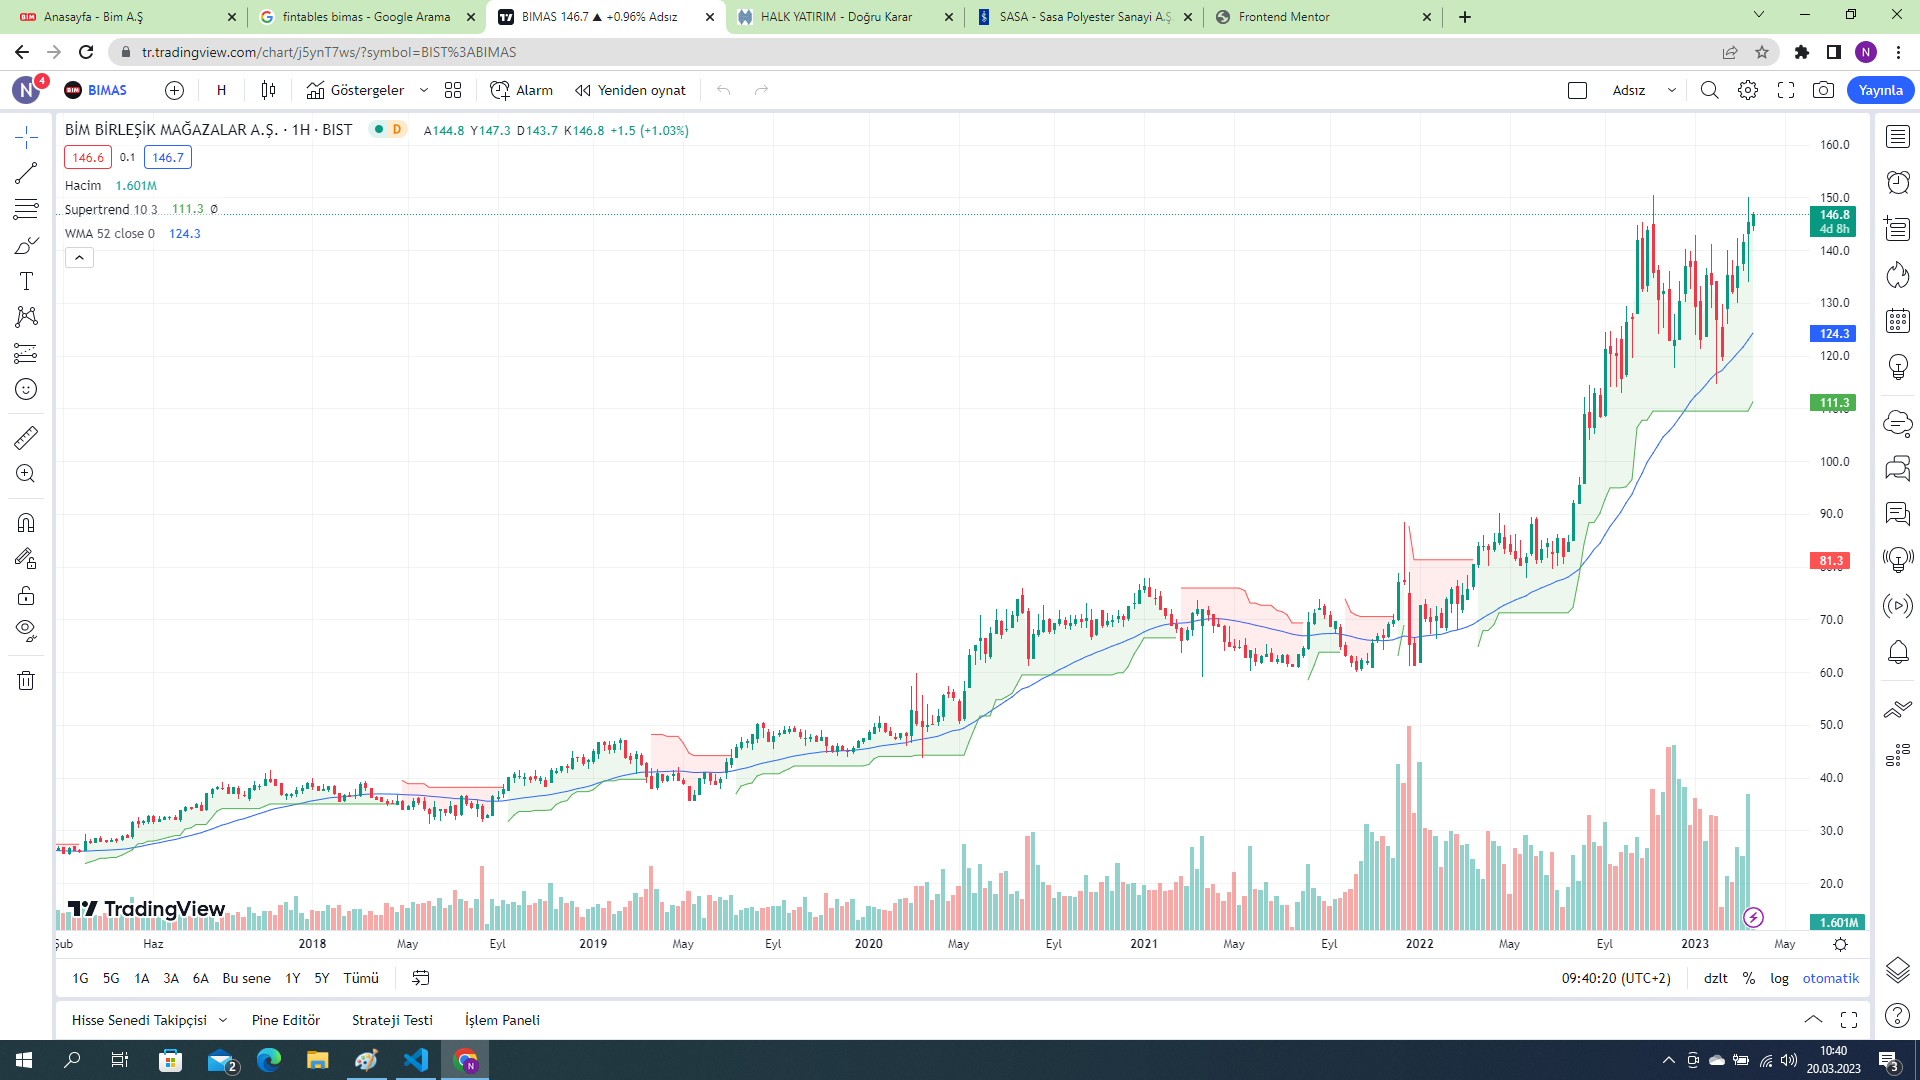 Anasayfa - Bim A.Ş
fintables bimas - Google Arama
BIMAS 146.7 ▲ +0.96% Adsız
HALK YATIRIM - Doğru Karar
SASA - Sasa Polyester Sanayi A.Ş
Frontend Mentor
tr.tradingview.com/chart/j5ynT7ws/?symbol=BIST%3ABIMAS
N
N 4
BIM BIMAS
H
Göstergeler
Alarm
Yeniden oynat
Adsız
Yayınla
BİM BİRLEŞİK MAĞAZALAR A.Ş. · 1H · BIST
D
A144.8 Y147.3 D143.7 K146.8 +1.5 (+1.03%)
146.6 0.1 146.7
Hacim 1.601M
Supertrend 10 3 111.3 Ø
WMA 52 close 0 124.3
160.0
150.0
146.8
4d 8h
140.0
130.0
124.3
120.0
111.3
100.0
90.0
81.3
70.0
60.0
50.0
40.0
30.0
20.0
1.601M
TradingView
Şub Haz 2018 May Eyl 2019 May Eyl 2020 May Eyl 2021 May Eyl 2022 May Eyl 2023 May
1G 5G 1A 3A 6A Bu sene 1Y 5Y Tümü
09:40:20 (UTC+2)
dzlt % log otomatik
Hisse Senedi Takipçisi
Pine Editör
Strateji Testi
İşlem Paneli
2
N
10:40
20.03.2023
3